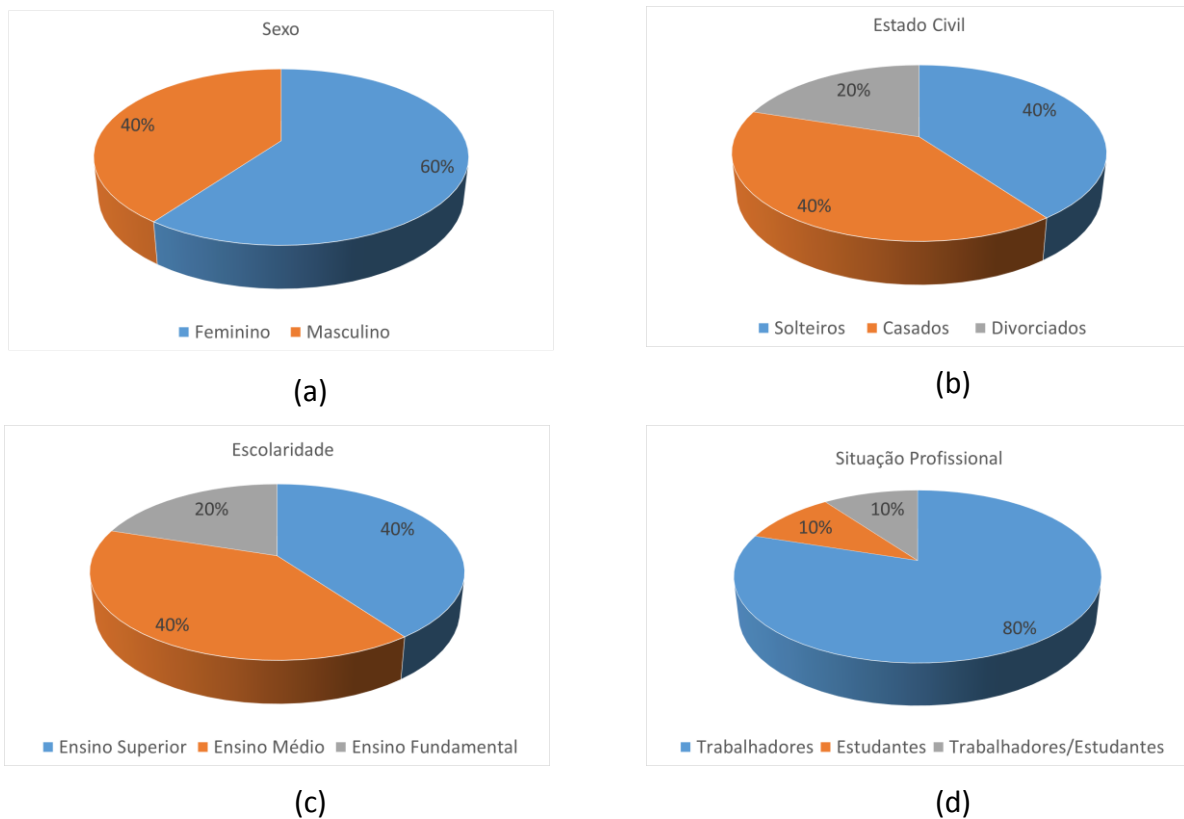 Sexo
40%
60%
Feminino Masculino
(a)
Estado Civil
20%
40%
40%
Solteiros Casados Divorciados
(b)
Escolaridade
20%
40%
40%
Ensino Superior Ensino Médio Ensino Fundamental
(c)
Situação Profissional
10%
10%
80%
Trabalhadores Estudantes Trabalhadores/Estudantes
(d)